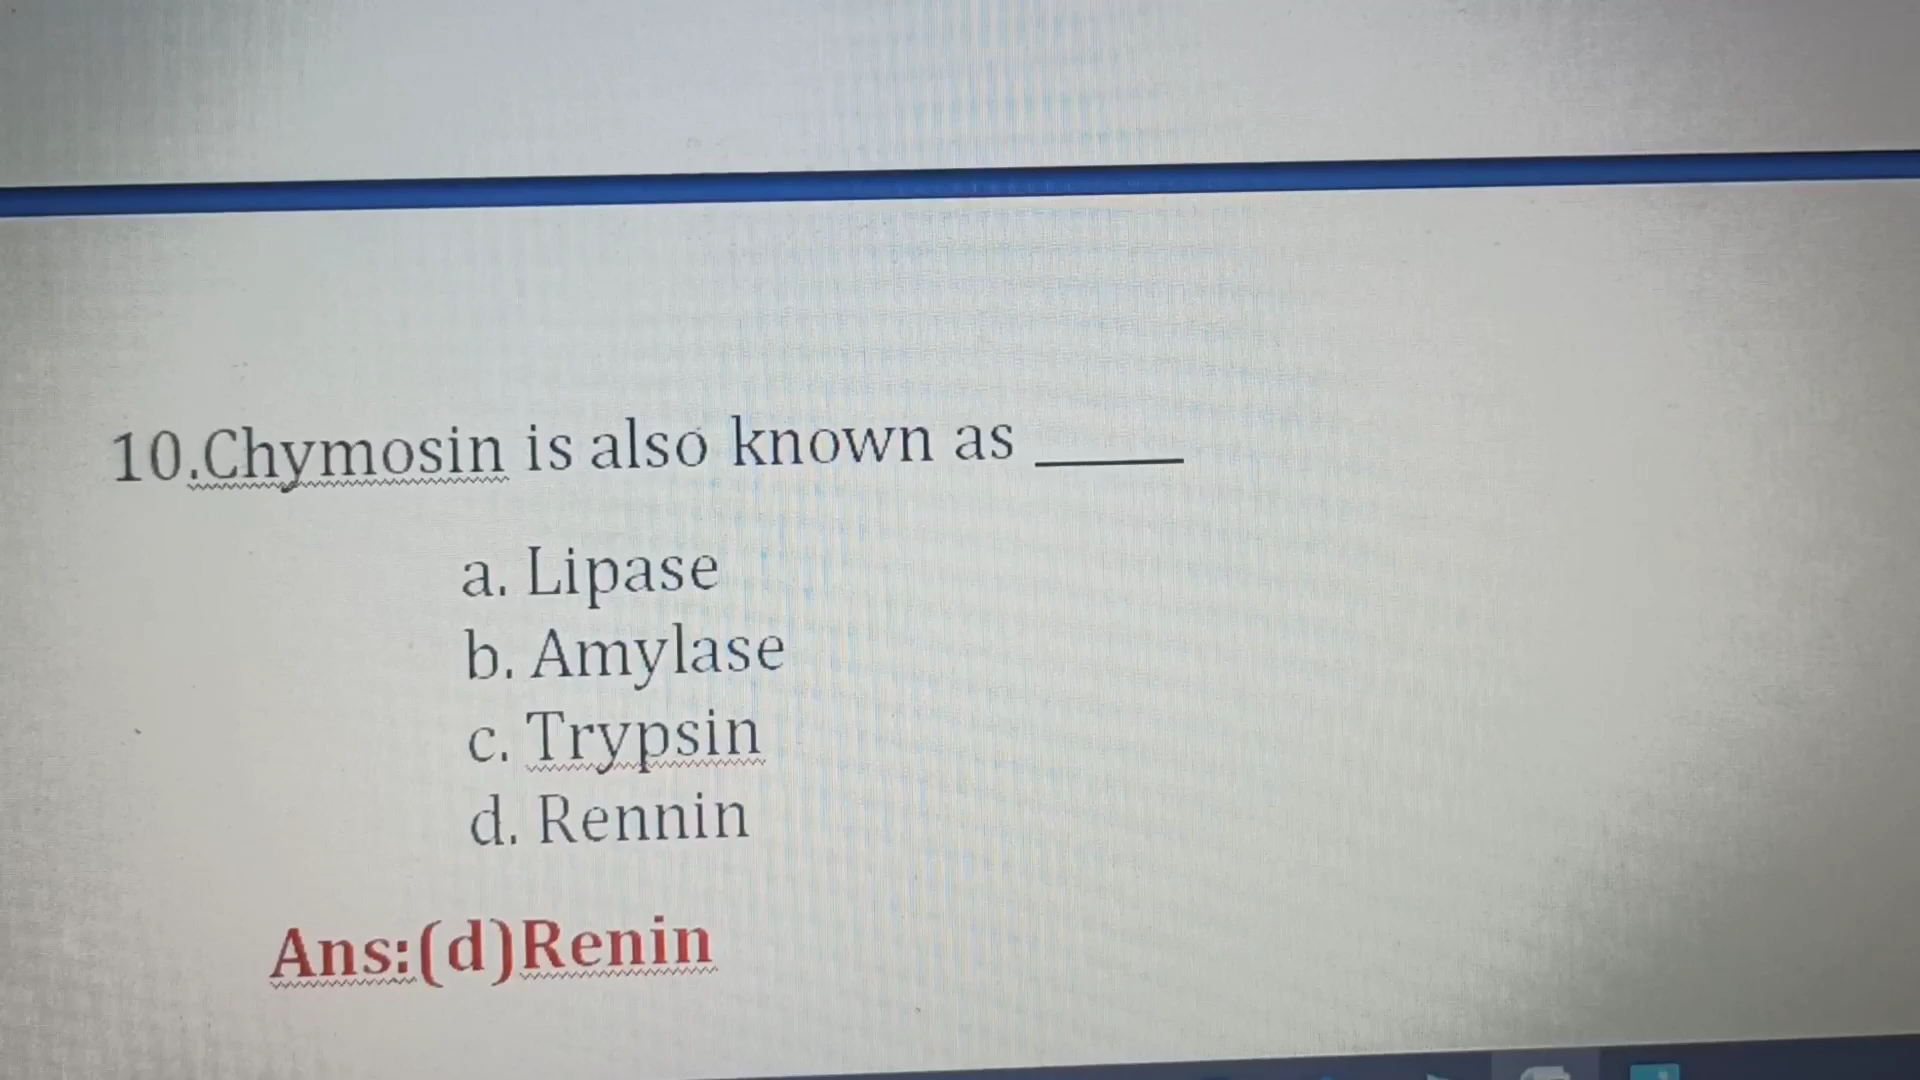 10.Chymosin is also known as _____
a. Lipase
b. Amylase
c. Trypsin
d. Rennin
Ans:(d)Renin